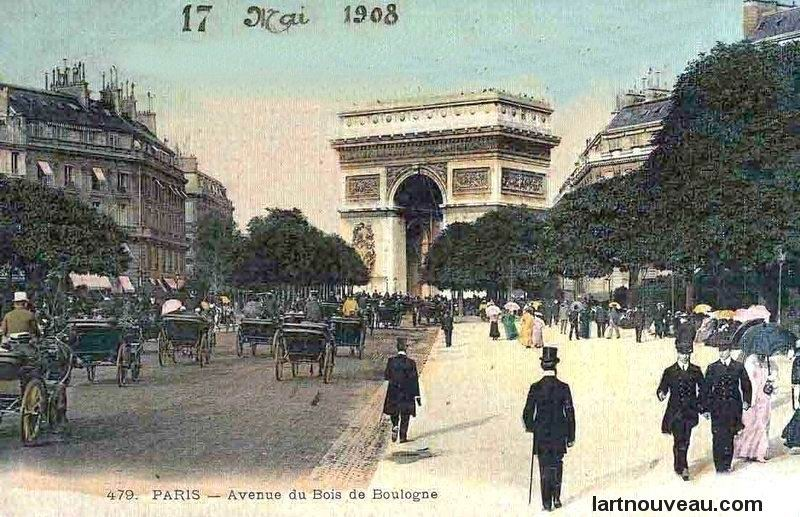 17 Mai 1908
479. PARIS — Avenue du Bois de Boulogne
lartnouveau.com